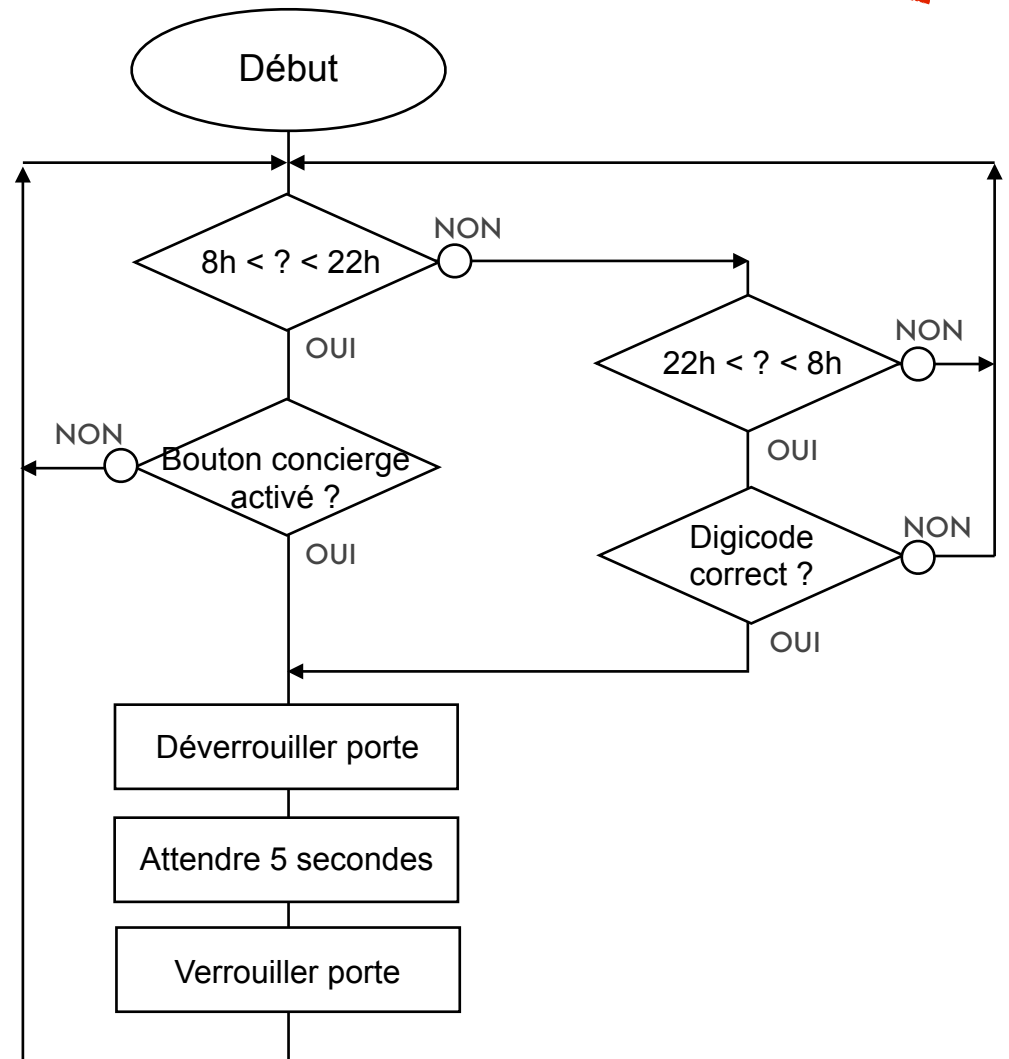 Début
NON
8h < ? < 22h
OUI
NON
22h < ? < 8h
OUI
NON
Bouton concierge
activé ?
OUI
NON
Digicode
correct ?
OUI
Déverrouiller porte
Attendre 5 secondes
Verrouiller porte